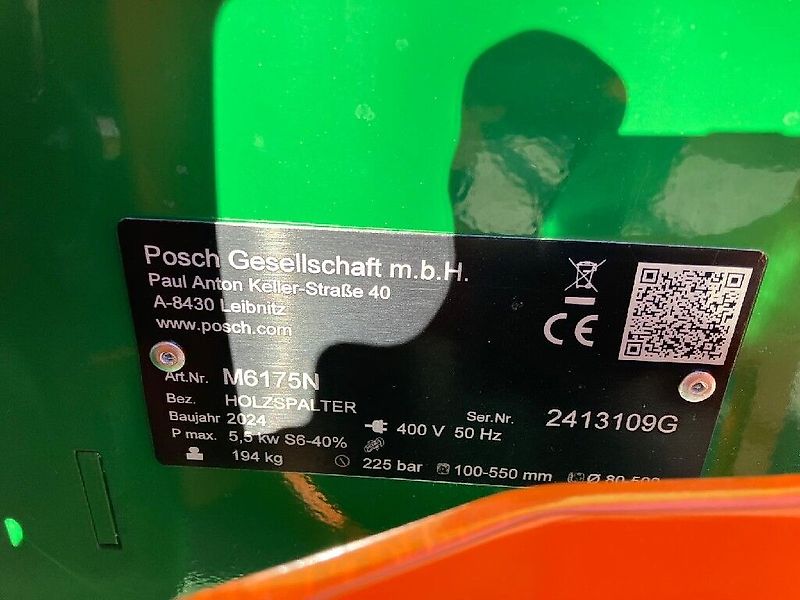 Posch Gesellschaft m.b.H.
Paul Anton Keller-Straße 40
A-8430 Leibnitz
www.posch.com
CE
Art.Nr. M6175N
Bez. HOLZSPALTER
Baujahr 2024
Ser.Nr. 2413109G
P max. 5,5 kw S6-40% 400 V 50 Hz
194 kg 225 bar 100-550 mm Ø